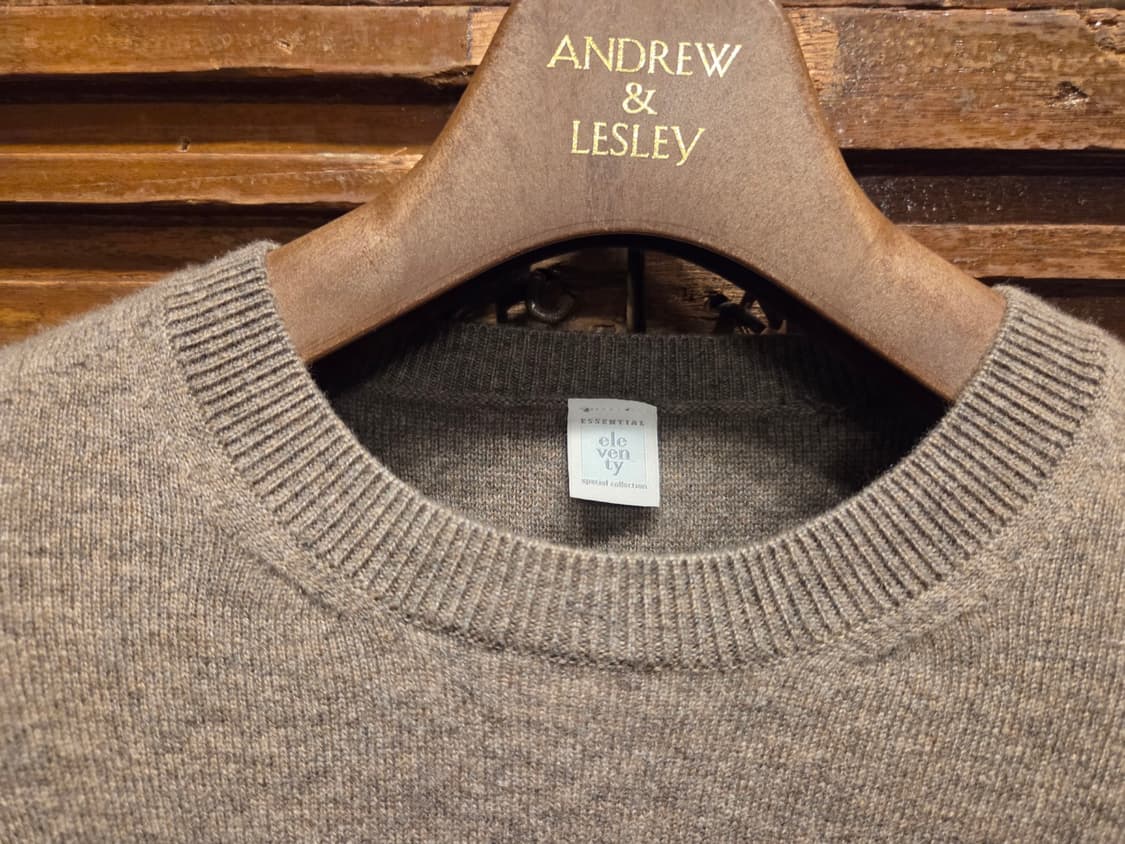 ANDREW
&
LESLEY
ESSENTIAL
ele
ven
ty
special collection